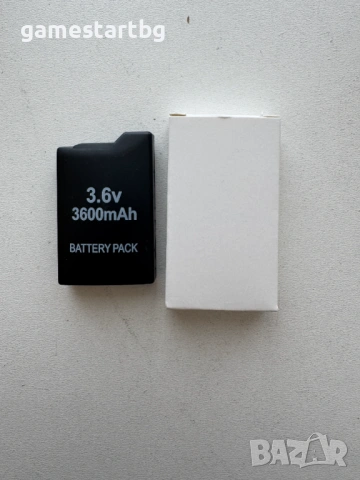 gamestartbg
3.6v
3600mAh
BATTERY PACK
BAZAR